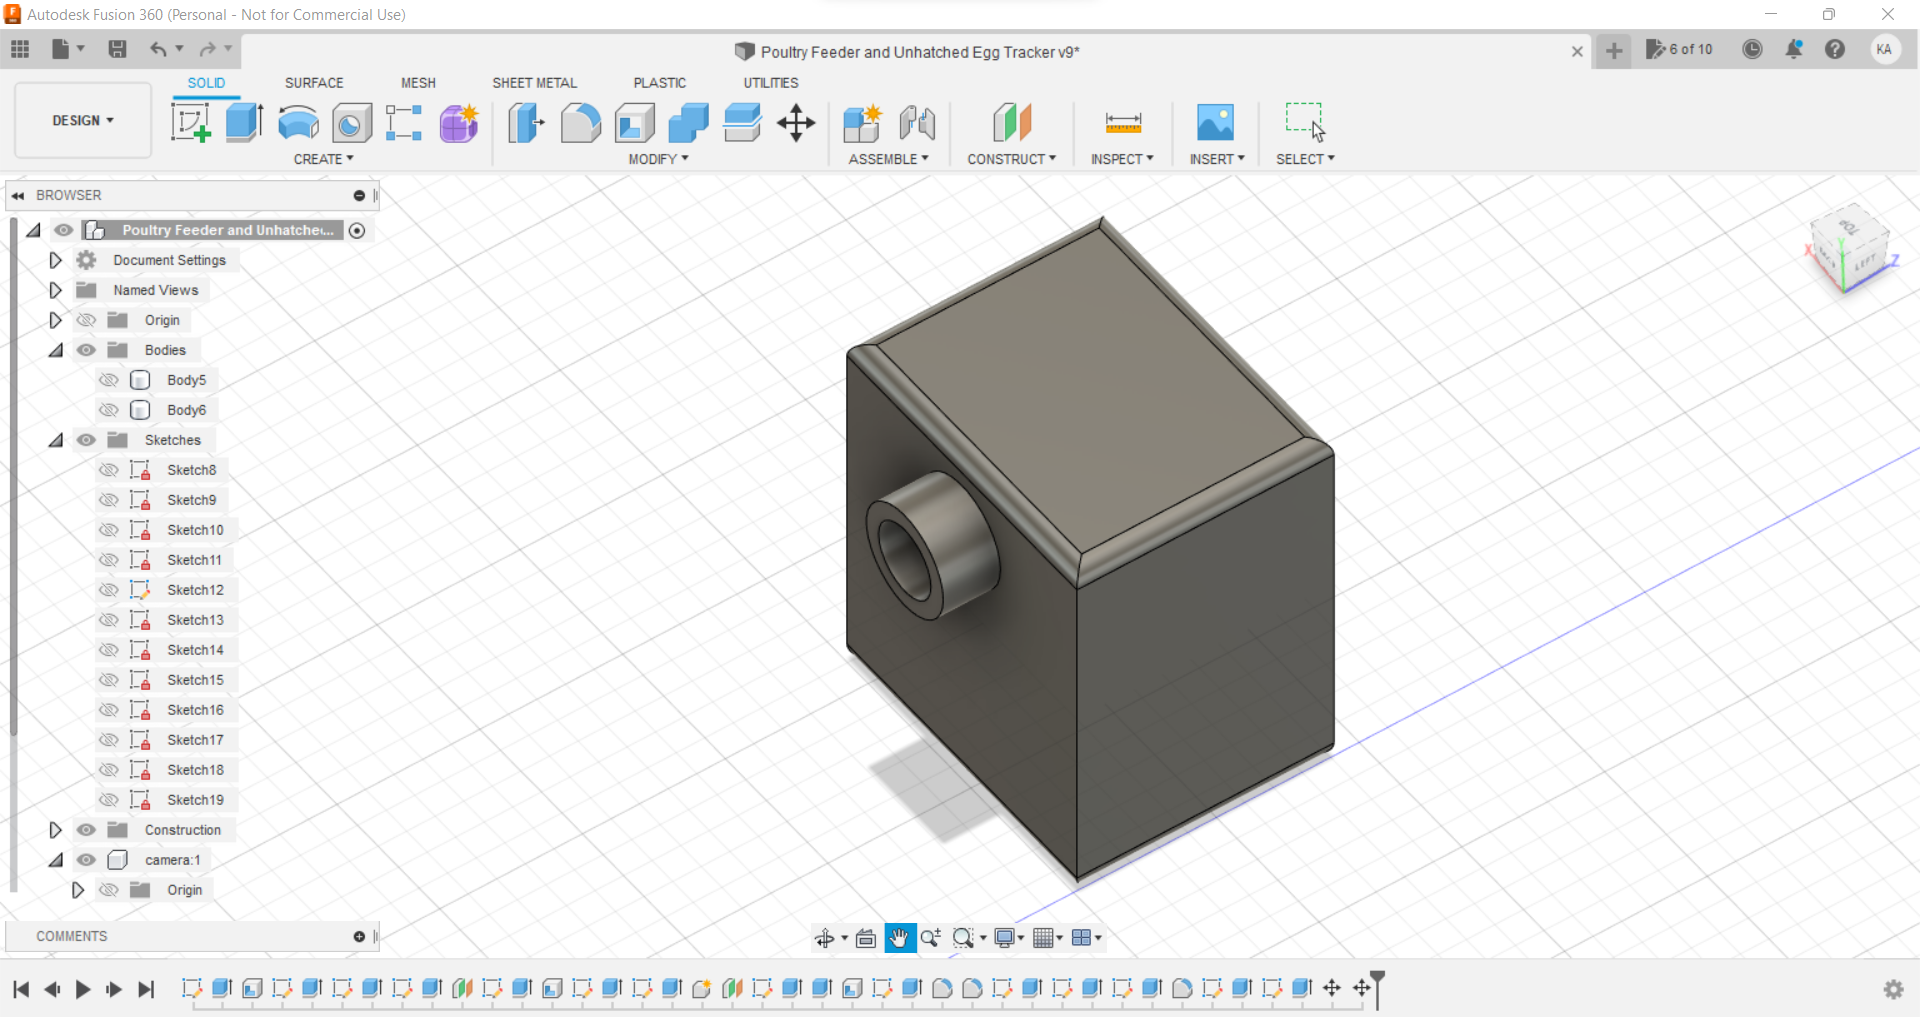 Autodesk Fusion 360 (Personal - Not for Commercial Use)
Poultry Feeder and Unhatched Egg Tracker v9*
6 of 10
KA
SOLID
SURFACE
MESH
SHEET METAL
PLASTIC
UTILITIES
DESIGN
CREATE
MODIFY
ASSEMBLE
CONSTRUCT
INSPECT
INSERT
SELECT
BROWSER
Poultry Feeder and Unhatche...
Document Settings
Named Views
Origin
Bodies
Body5
Body6
Sketches
Sketch8
Sketch9
Sketch10
Sketch11
Sketch12
Sketch13
Sketch14
Sketch15
Sketch16
Sketch17
Sketch18
Sketch19
Construction
camera:1
Origin
TOP
LEFT
X
Y
Z
COMMENTS